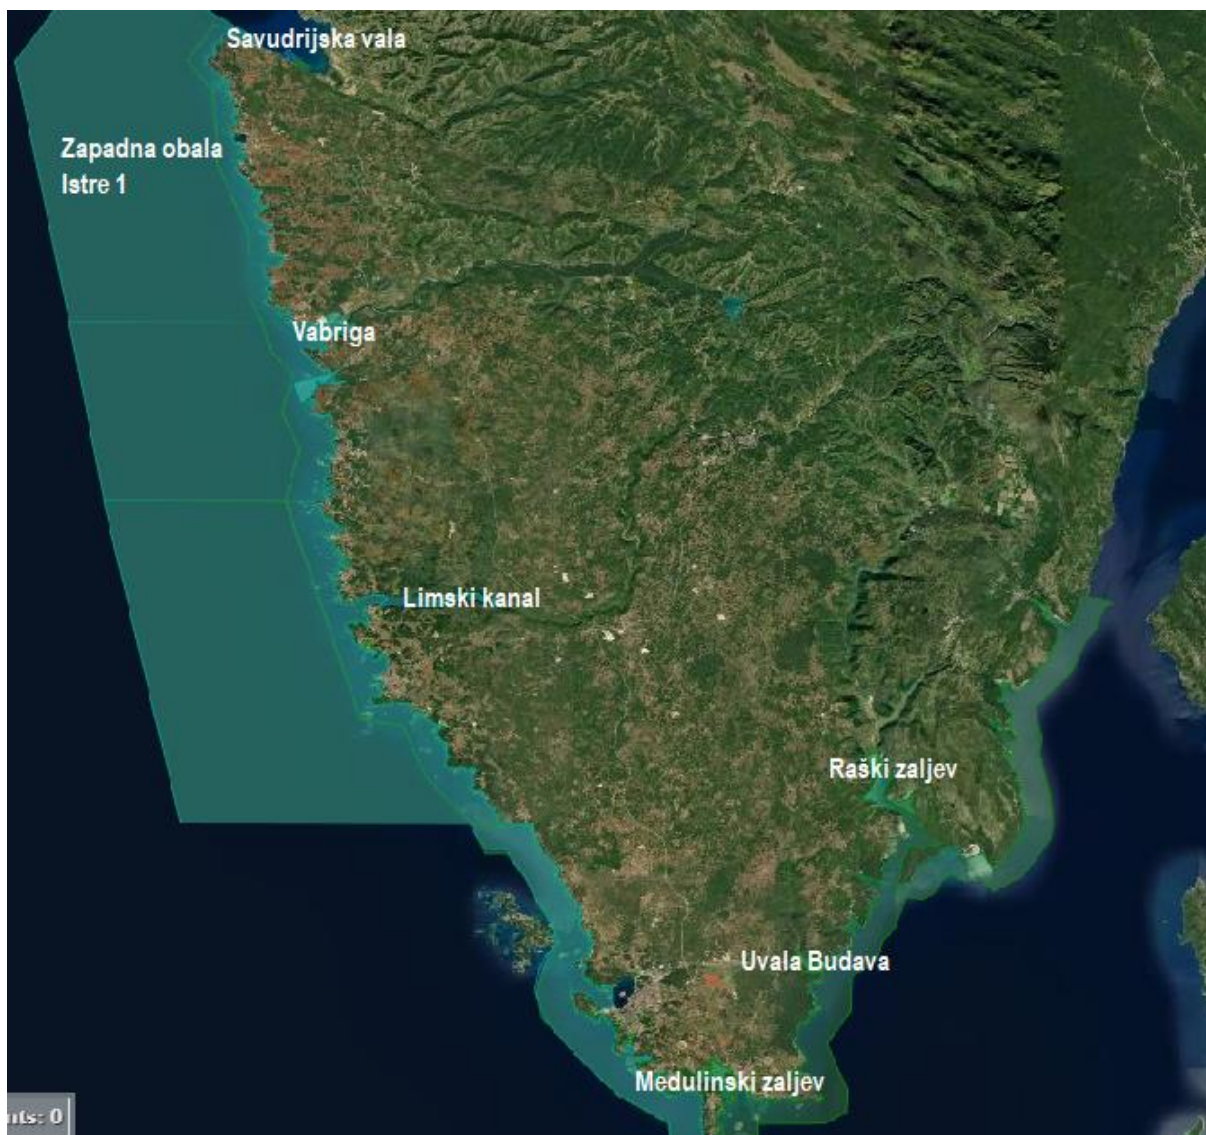 Savudrijska vala
Zapadna obala
Istre 1
Vabriga
Limski kanal
Raški zaljev
Uvala Budava
Medulinski zaljev
nts: 0